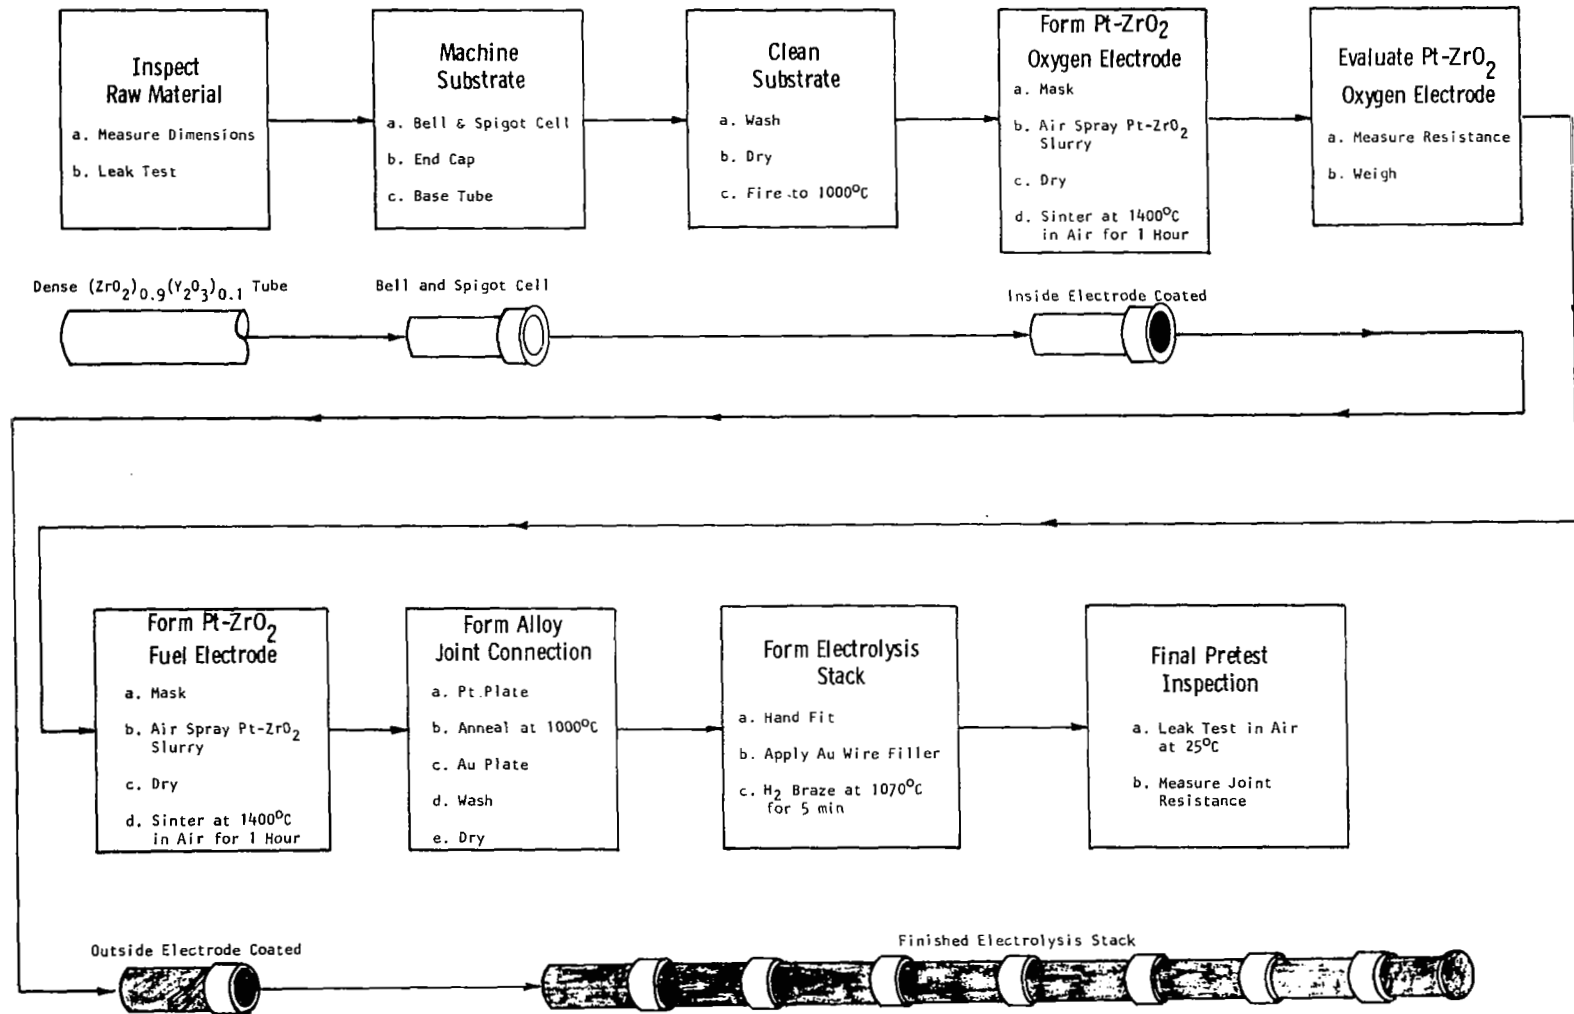 Inspect
Raw Material
a. Measure Dimensions
b. Leak Test
Machine
Substrate
a. Bell & Spigot Cell
b. End Cap
c. Base Tube
Clean
Substrate
a. Wash
b. Dry
c. Fire to 1000°C
Form Pt-ZrO2
Oxygen Electrode
a. Mask
b. Air Spray Pt-ZrO2
Slurry
c. Dry
d. Sinter at 1400°C
in Air for 1 Hour
Evaluate Pt-ZrO2
Oxygen Electrode
a. Measure Resistance
b. Weigh
Dense (ZrO2)0.9(Y2O3)0.1 Tube
Bell and Spigot Cell
Inside Electrode Coated
Form Pt-ZrO2
Fuel Electrode
a. Mask
b. Air Spray Pt-ZrO2
Slurry
c. Dry
d. Sinter at 1400°C
in Air for 1 Hour
Form Alloy
Joint Connection
a. Pt Plate
b. Anneal at 1000°C
c. Au Plate
d. Wash
e. Dry
Form Electrolysis
Stack
a. Hand Fit
b. Apply Au Wire Filler
c. H2 Braze at 1070°C
for 5 min
Final Pretest
Inspection
a. Leak Test in Air
at 25°C
b. Measure Joint
Resistance
Outside Electrode Coated
Finished Electrolysis Stack